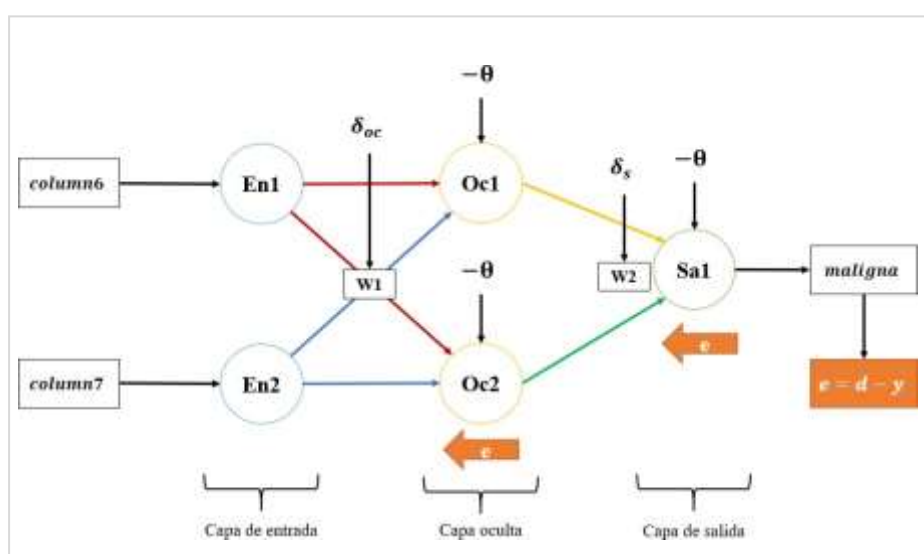 −θ
δoc
−θ
δs
column6
En1
Oc1
−θ
Sa1
W1
W2
maligna
e
column7
En2
Oc2
e = d − y
e
Capa de entrada
Capa oculta
Capa de salida